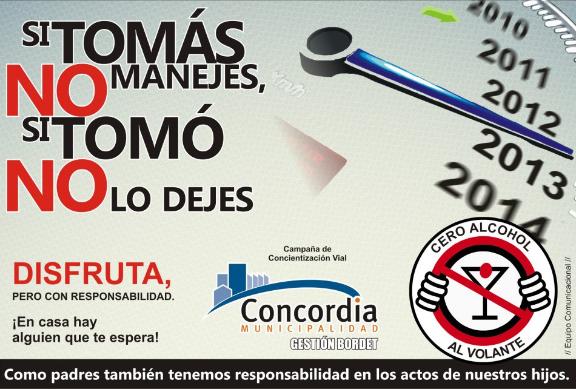 SI TOMÁS
NO MANEJES,
SI TOMÓ
NO LO DEJES
Km/h
2010
2011
2012
2013
2014
DISFRUTA,
PERO CON RESPONSABILIDAD.
¡En casa hay
alguien que te espera!
Campaña de
Concientización Vial
Concordia
MUNICIPALIDAD
GESTIÓN BORDET
CERO ALCOHOL
AL VOLANTE
// Equipo Comunicacional //
Como padres también tenemos responsabilidad en los actos de nuestros hijos.